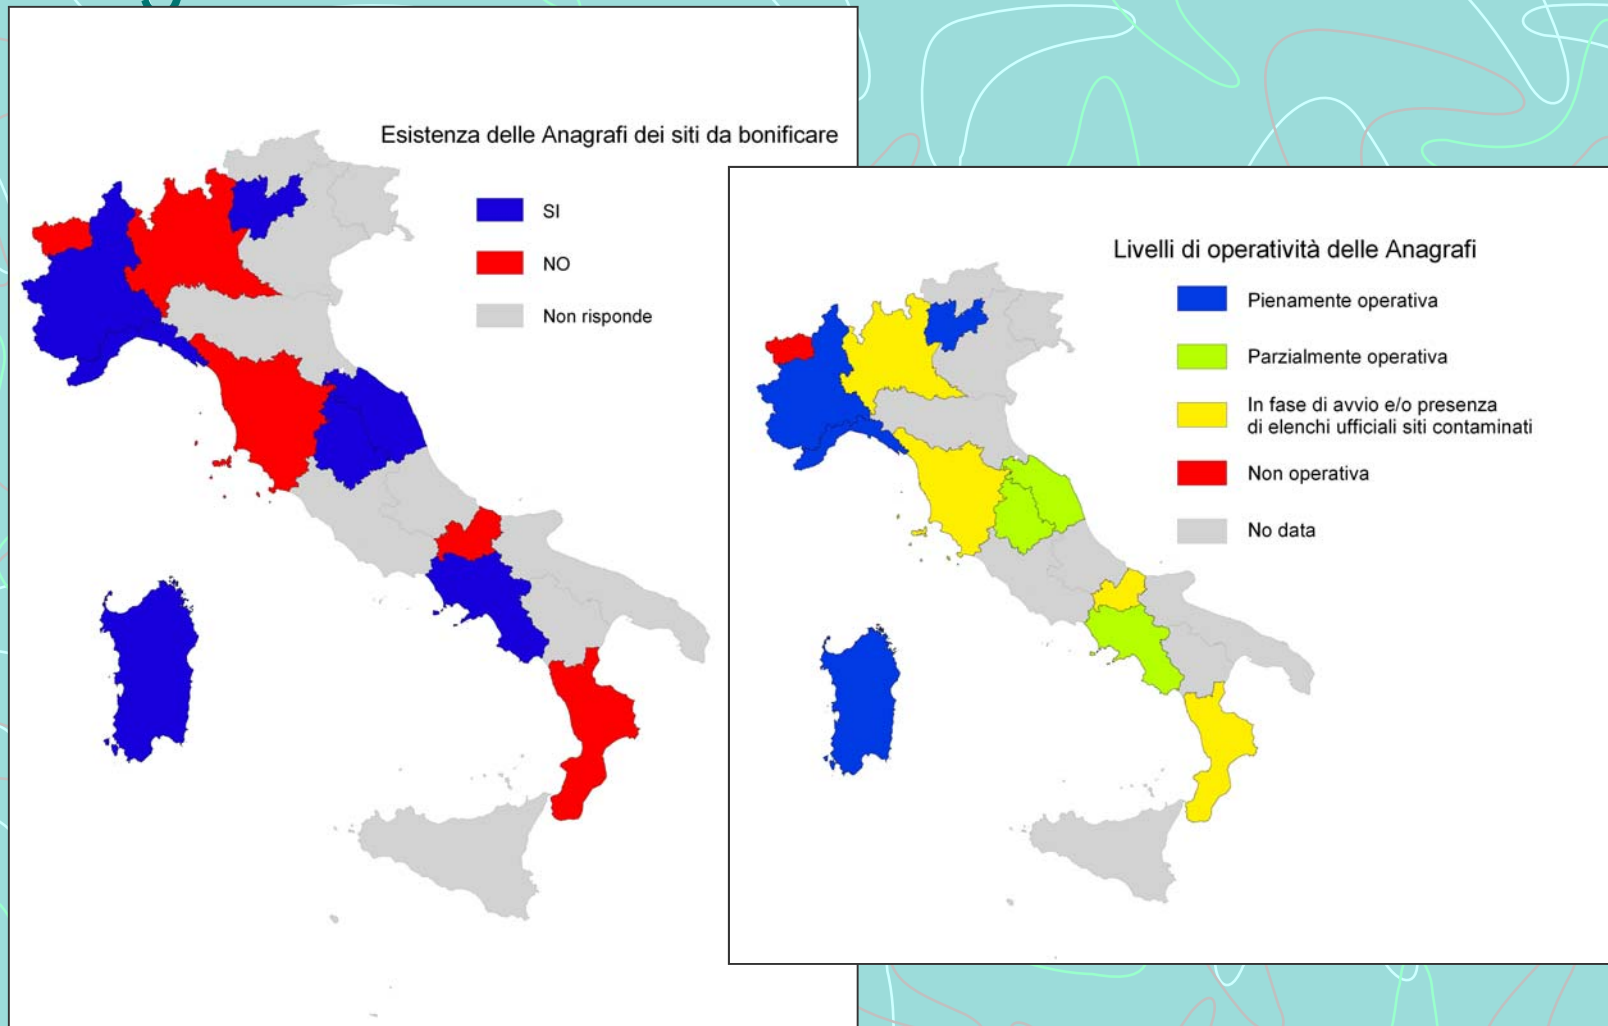 Esistenza delle Anagrafi dei siti da bonificare
SI
NO
Non risponde
Livelli di operatività delle Anagrafi
Pienamente operativa
Parzialmente operativa
In fase di avvio e/o presenza
di elenchi ufficiali siti contaminati
Non operativa
No data